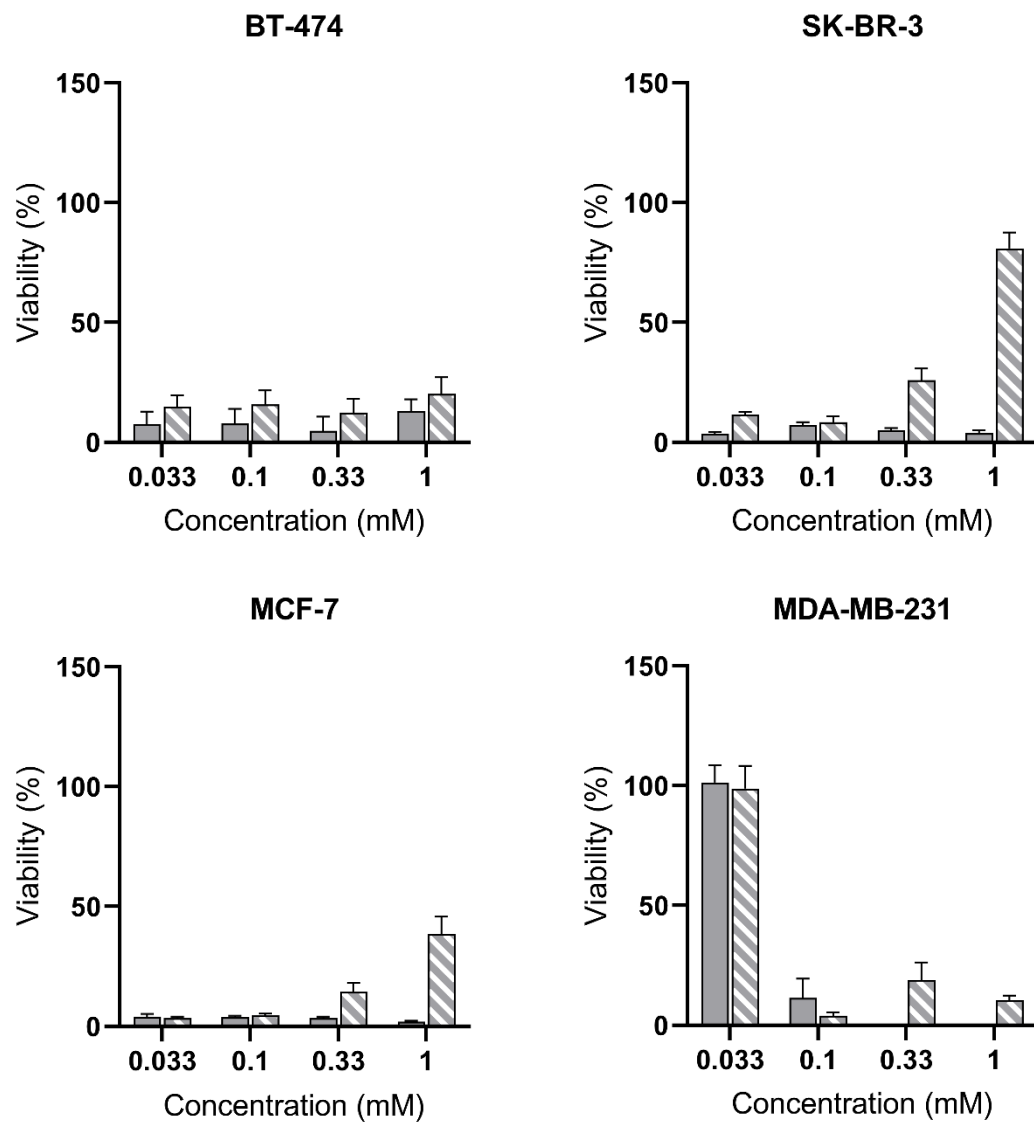 BT-474
150
100
50
0
Viability (%)
0.033 0.1 0.33 1
Concentration (mM)
SK-BR-3
150
100
50
0
Viability (%)
0.033 0.1 0.33 1
Concentration (mM)
MCF-7
150
100
50
0
Viability (%)
0.033 0.1 0.33 1
Concentration (mM)
MDA-MB-231
150
100
50
0
Viability (%)
0.033 0.1 0.33 1
Concentration (mM)